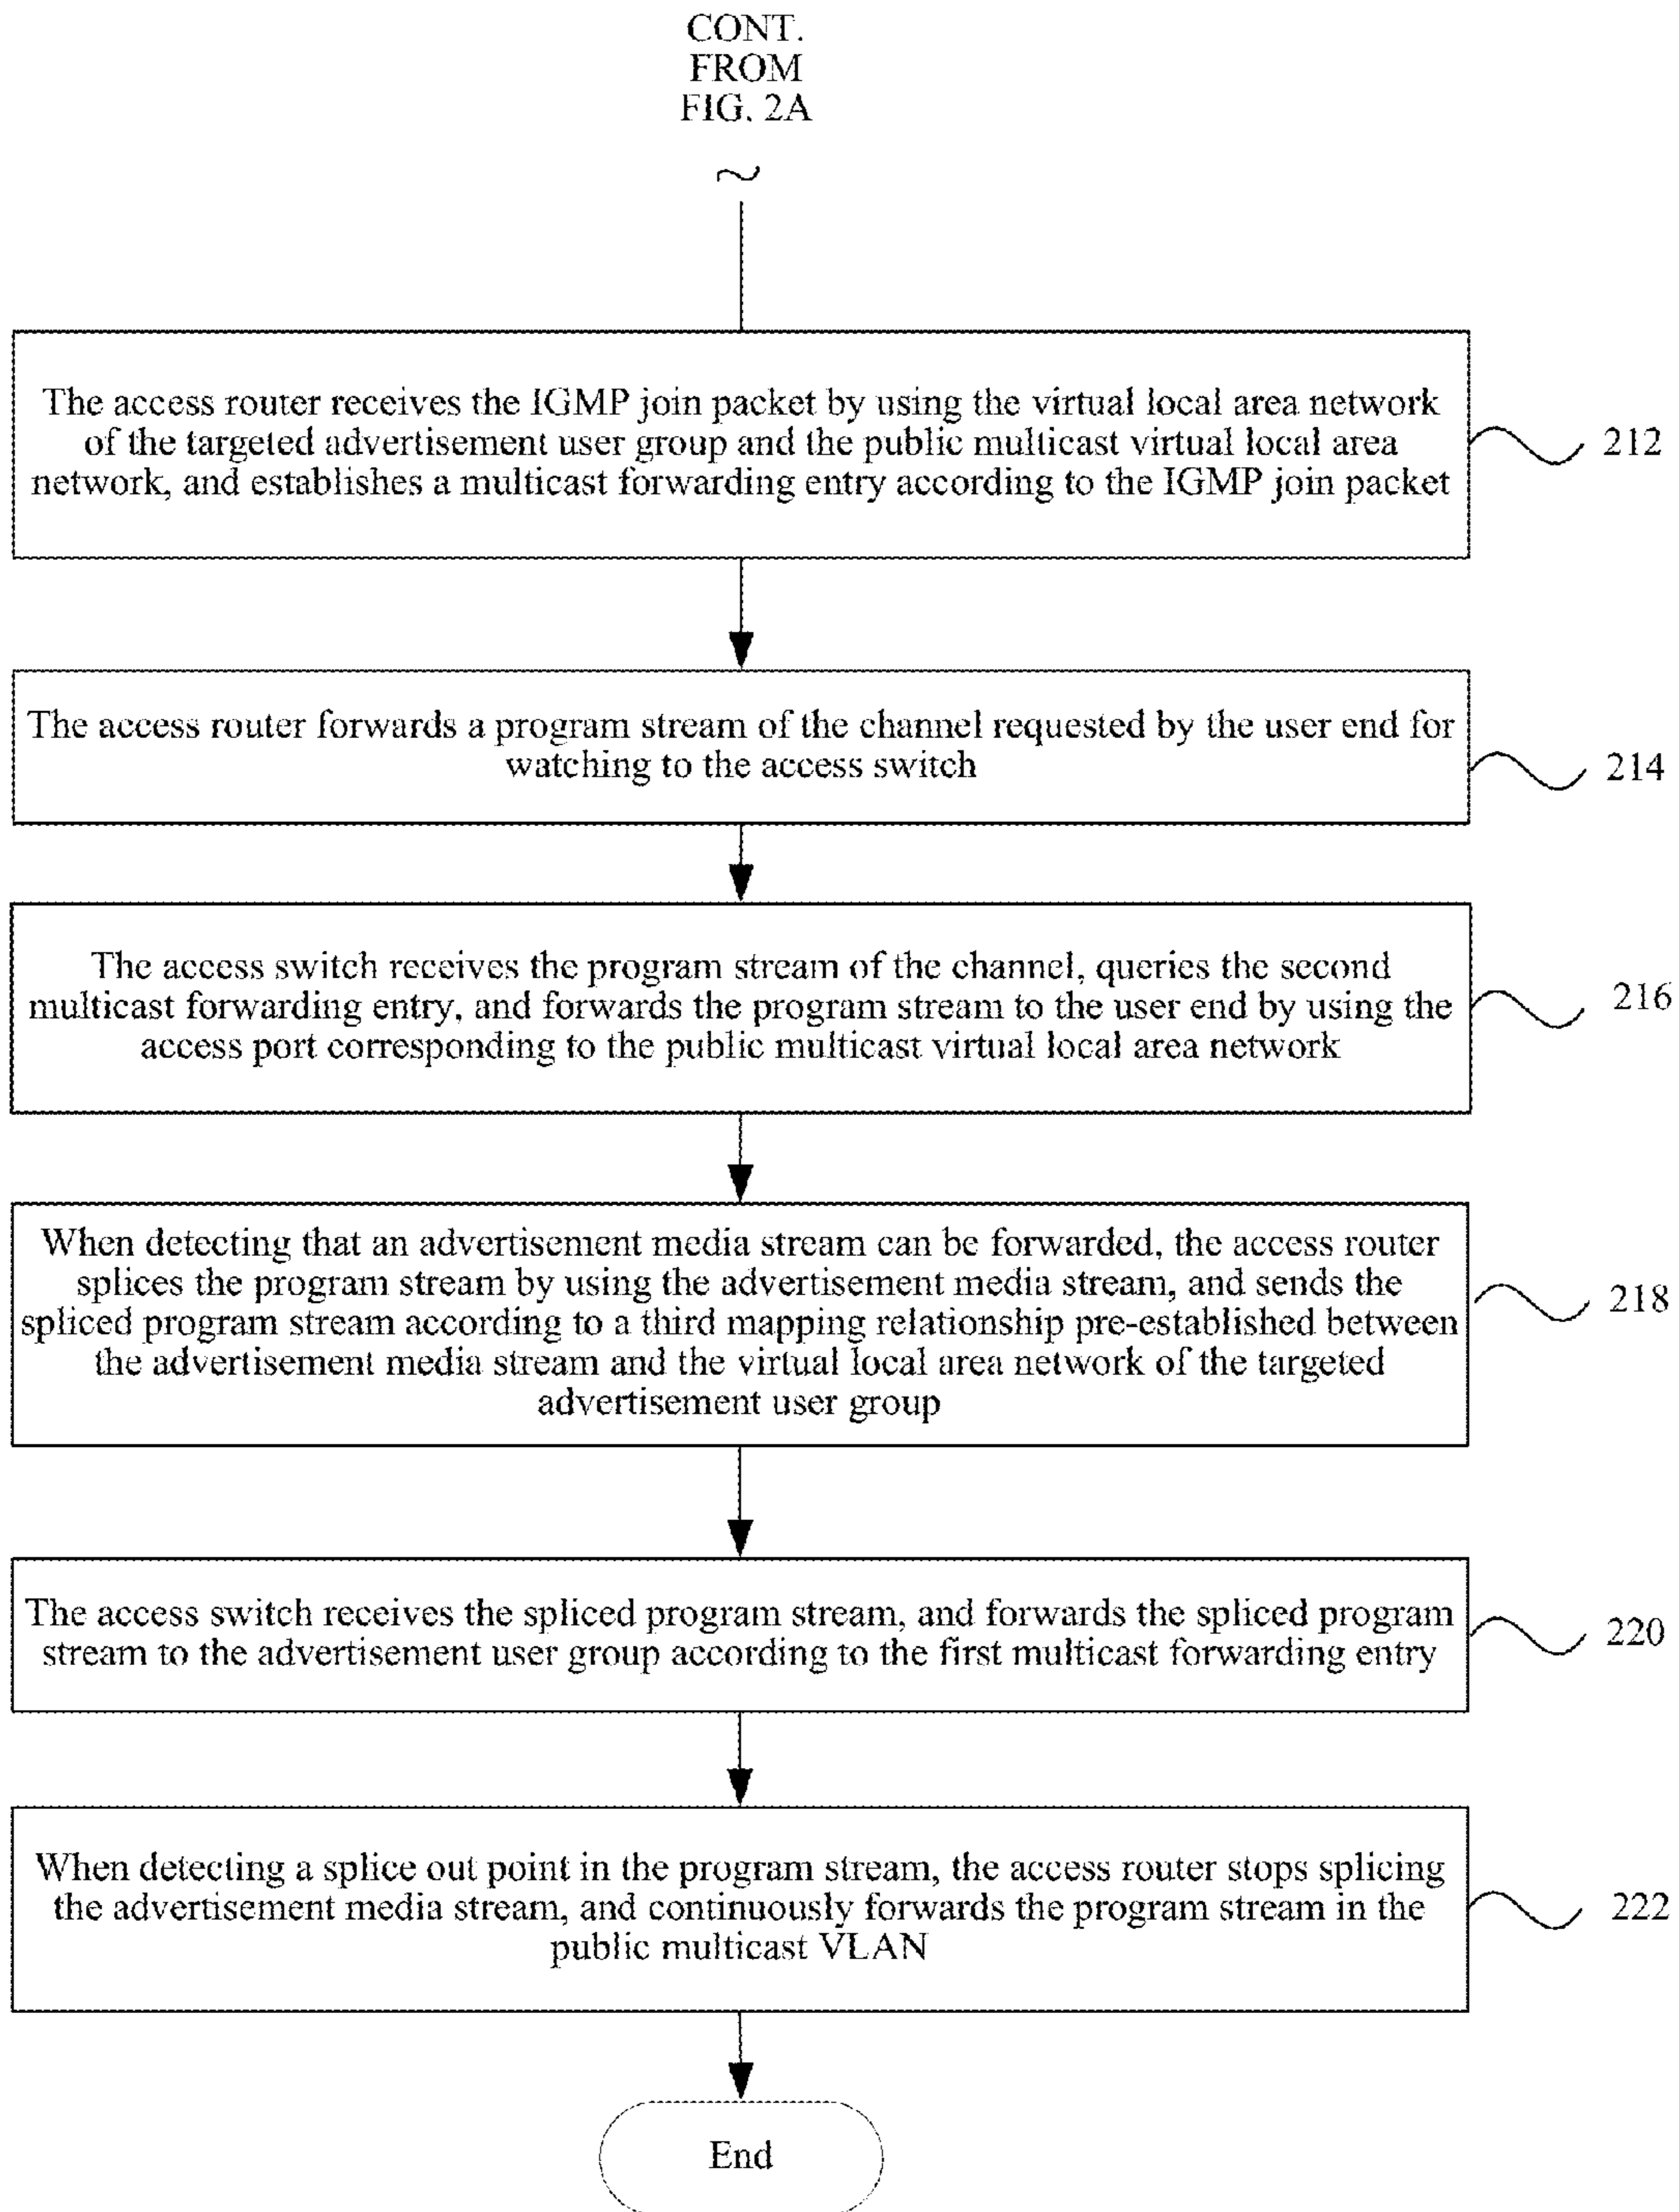 CONT.
FROM
FIG. 2A
The access router receives the IGMP join packet by using the virtual local area network
of the targeted advertisement user group and the public multicast virtual local area
network, and establishes a multicast forwarding entry according to the IGMP join packet
212
The access router forwards a program stream of the channel requested by the user end for
watching to the access switch
214
The access switch receives the program stream of the channel, queries the second
multicast forwarding entry, and forwards the program stream to the user end by using the
access port corresponding to the public multicast virtual local area network
216
When detecting that an advertisement media stream can be forwarded, the access router
splices the program stream by using the advertisement media stream, and sends the
spliced program stream according to a third mapping relationship pre-established between
the advertisement media stream and the virtual local area network of the targeted
advertisement user group
218
The access switch receives the spliced program stream, and forwards the spliced program
stream to the advertisement user group according to the first multicast forwarding entry
220
When detecting a splice out point in the program stream, the access router stops splicing
the advertisement media stream, and continuously forwards the program stream in the
public multicast VLAN
222
End